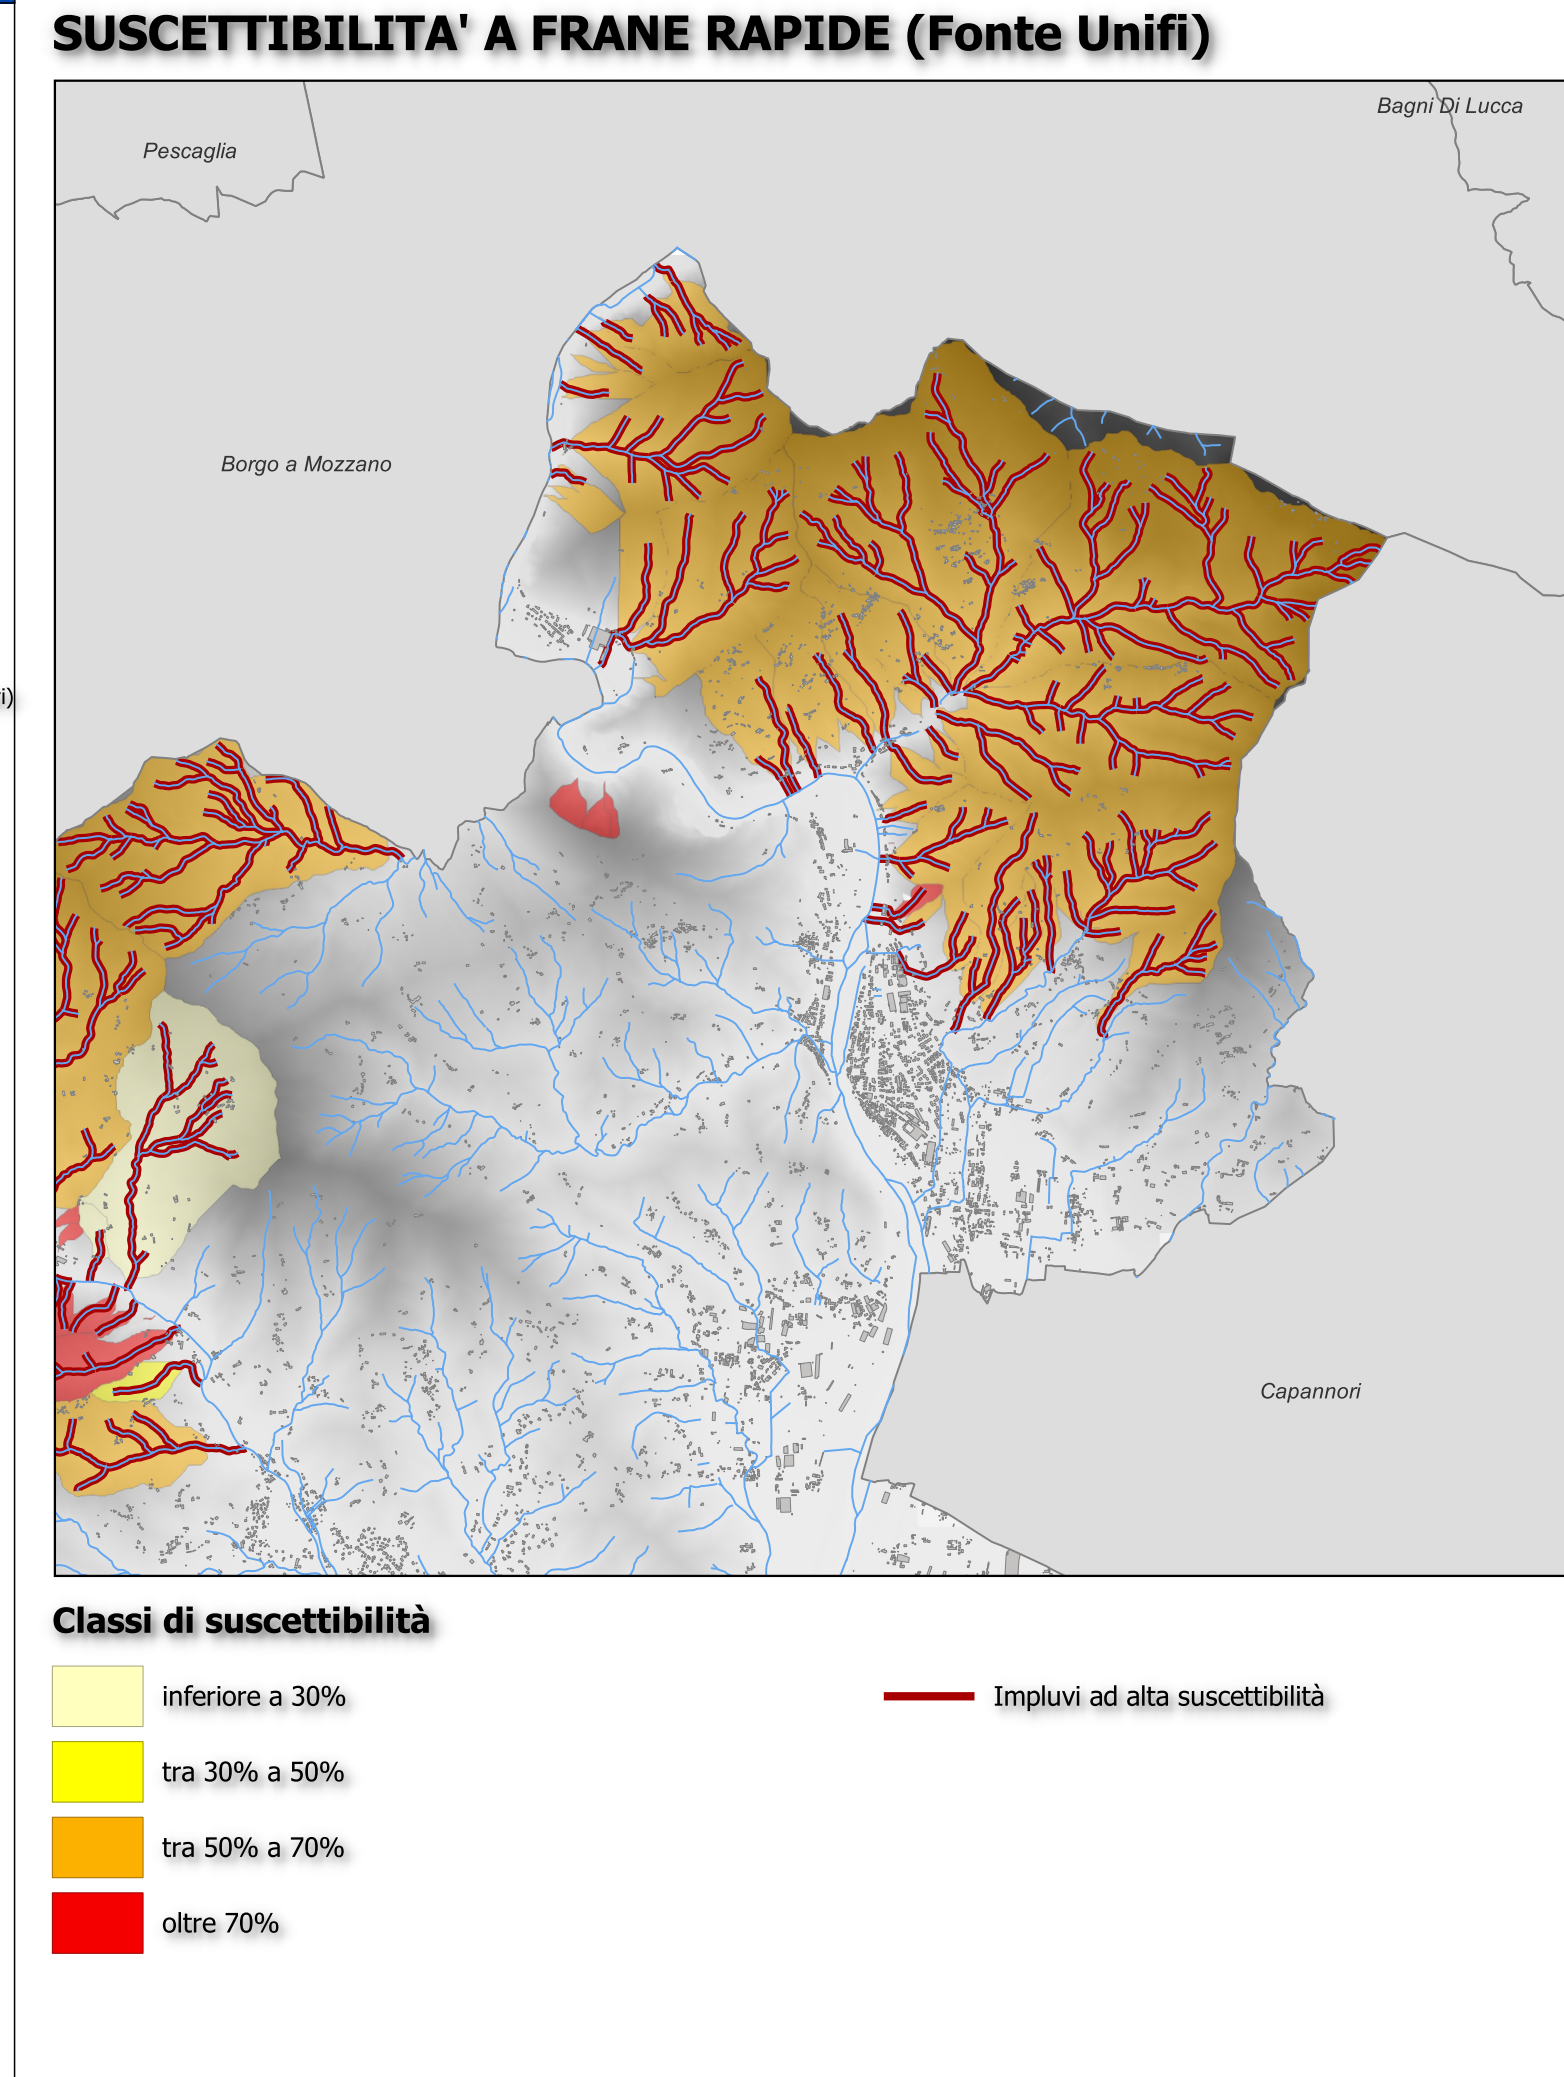 SUSCETTIBILITA' A FRANE RAPIDE (Fonte Unifi)
Bagni Di Lucca
Pescaglia
Borgo a Mozzano
i)
Capannori
Classi di suscettibilità
inferiore a 30%
Impluvi ad alta suscettibilità
tra 30% a 50%
tra 50% a 70%
oltre 70%